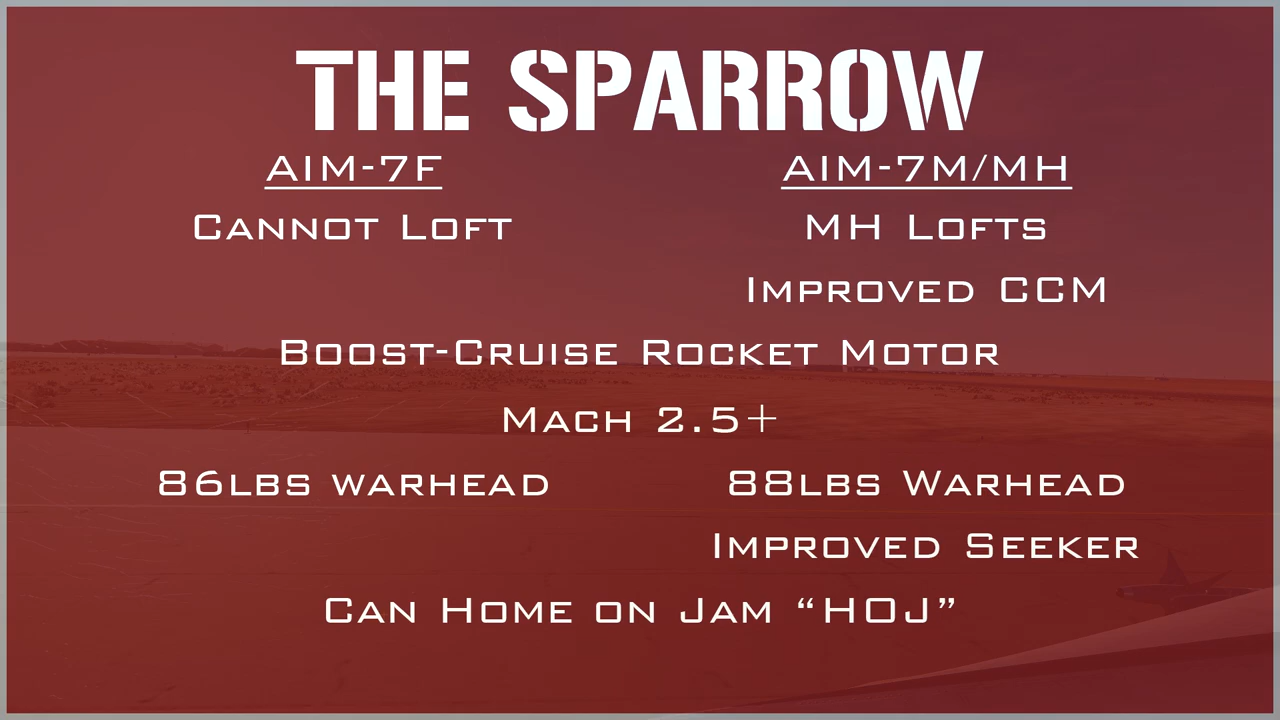 THE SPARROW
AIM-7F AIM-7M/MH
Cannot Loft MH Lofts
Improved CCM
Boost-Cruise Rocket Motor
Mach 2.5+
86lbs warhead 88lbs Warhead
Improved Seeker
Can Home on Jam “HOJ”